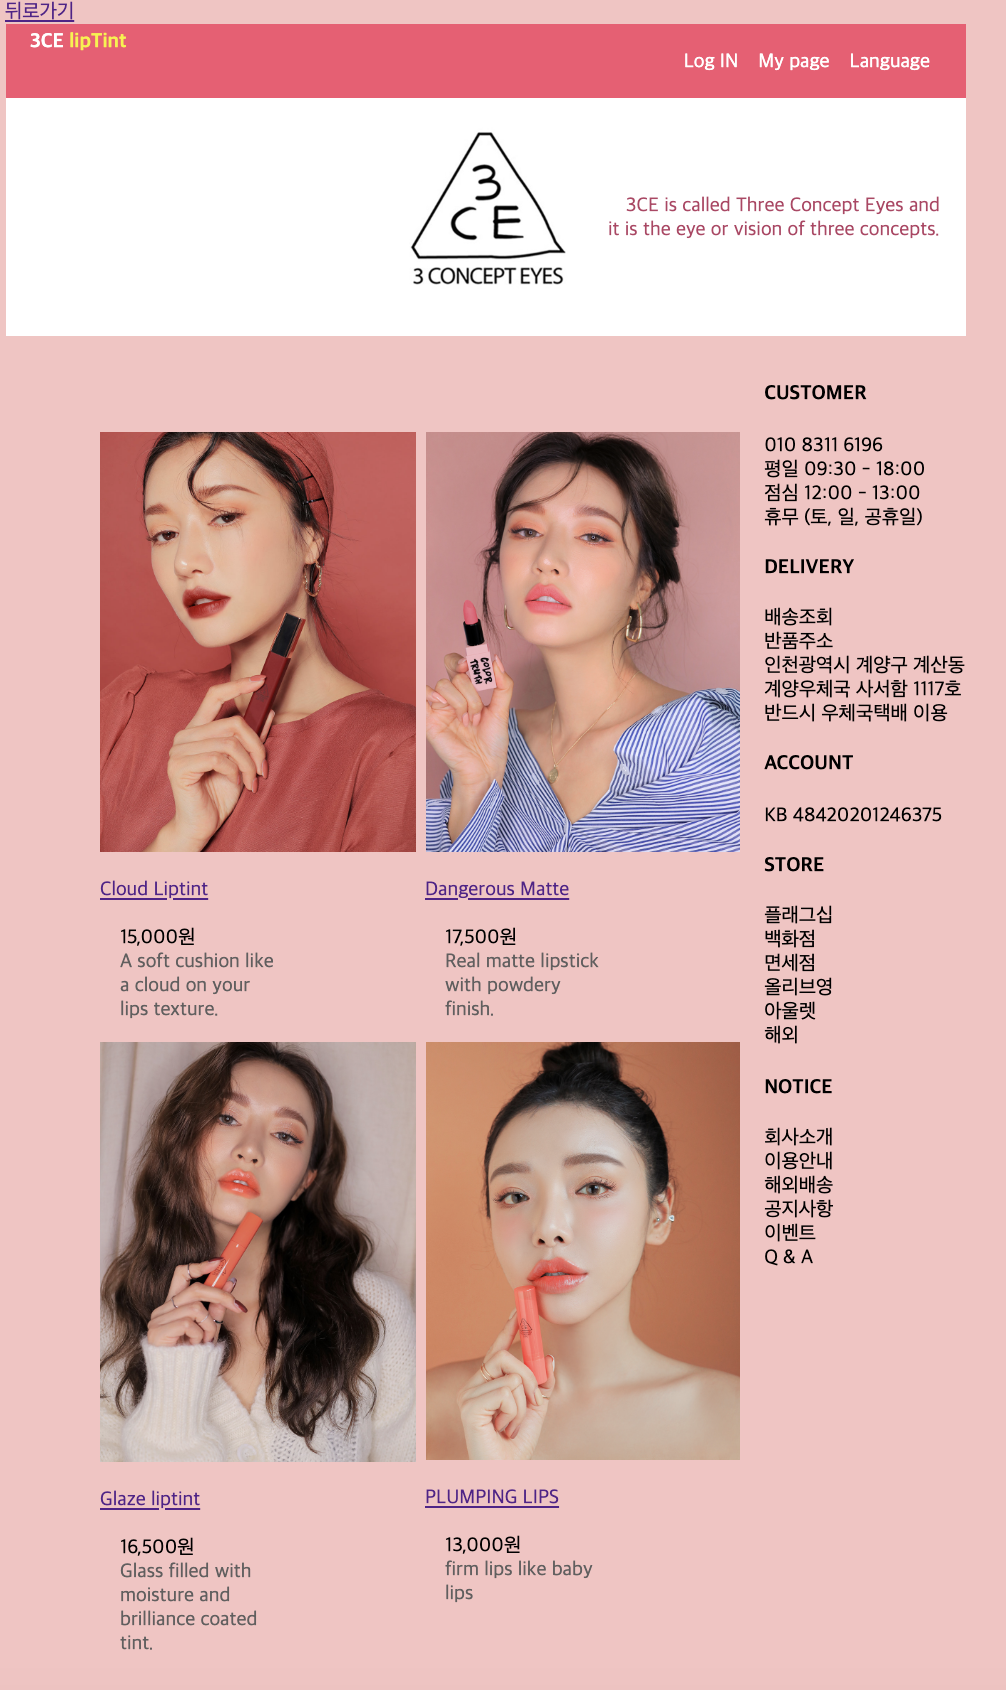 뒤로가기
3CE lipTint
Log IN My page Language
3
CE
3 CONCEPT EYES
3CE is called Three Concept Eyes and
it is the eye or vision of three concepts.
COLOR
TRUTH
Cloud Liptint
15,000원
A soft cushion like
a cloud on your
lips texture.
Dangerous Matte
17,500원
Real matte lipstick
with powdery
finish.
Glaze liptint
16,500원
Glass filled with
moisture and
brilliance coated
tint.
PLUMPING LIPS
13,000원
firm lips like baby
lips
CUSTOMER
010 8311 6196
평일 09:30 - 18:00
점심 12:00 - 13:00
휴무 (토, 일, 공휴일)
DELIVERY
배송조회
반품주소
인천광역시 계양구 계산동
계양우체국 사서함 1117호
반드시 우체국택배 이용
ACCOUNT
KB 48420201246375
STORE
플래그십
백화점
면세점
올리브영
아울렛
해외
NOTICE
회사소개
이용안내
해외배송
공지사항
이벤트
Q & A